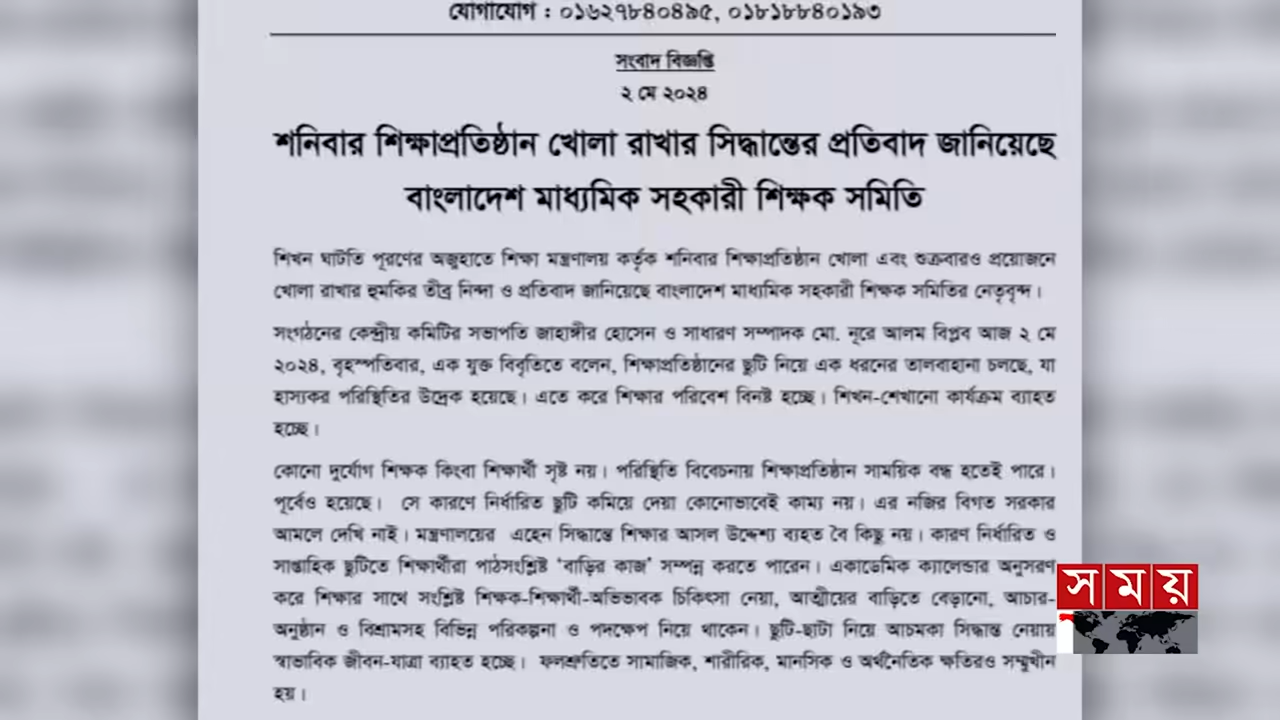 যোগাযোগ : ০১৬২৭৮৪০৪৯৫, ০১৮১৮৮৪০১৯৩
সংবাদ বিজ্ঞপ্তি
২ মে ২০২৪
শনিবার শিক্ষাপ্রতিষ্ঠান খোলা রাখার সিদ্ধান্তের প্রতিবাদ জানিয়েছে
বাংলাদেশ মাধ্যমিক সহকারী শিক্ষক সমিতি
শিখন ঘাটতি পূরণের অজুহাতে শিক্ষা মন্ত্রণালয় কর্তৃক শনিবার শিক্ষাপ্রতিষ্ঠান খোলা এবং শুক্রবারও প্রয়োজনে
খোলা রাখার হুমকির তীব্র নিন্দা ও প্রতিবাদ জানিয়েছে বাংলাদেশ মাধ্যমিক সহকারী শিক্ষক সমিতির নেতৃবৃন্দ।
সংগঠনের কেন্দ্রীয় কমিটির সভাপতি জাহাঙ্গীর হোসেন ও সাধারণ সম্পাদক মো. নূরে আলম বিপ্লব আজ ২ মে
২০২৪, বৃহস্পতিবার, এক যুক্ত বিবৃতিতে বলেন, শিক্ষাপ্রতিষ্ঠানের ছুটি নিয়ে এক ধরনের তালবাহানা চলছে, যা
হাস্যকর পরিস্থিতির উদ্রেক হয়েছে। এতে করে শিক্ষার পরিবেশ বিনষ্ট হচ্ছে। শিখন-শেখানো কার্যক্রম ব্যাহত
হচ্ছে।
কোনো দুর্যোগ শিক্ষক কিংবা শিক্ষার্থী সৃষ্ট নয়। পরিস্থিতি বিবেচনায় শিক্ষাপ্রতিষ্ঠান সাময়িক বন্ধ হতেই পারে।
পূর্বেও হয়েছে। সে কারণে নির্ধারিত ছুটি কমিয়ে দেয়া কোনোভাবেই কাম্য নয়। এর নজির বিগত সরকার
আমলে দেখি নাই। মন্ত্রণালয়ের এহেন সিদ্ধান্তে শিক্ষার আসল উদ্দেশ্য ব্যহত বৈ কিছু নয়। কারণ নির্ধারিত ও
সাপ্তাহিক ছুটিতে শিক্ষার্থীরা পাঠসংশ্লিষ্ট 'বাড়ির কাজ' সম্পন্ন করতে পারেন। একাডেমিক ক্যালেন্ডার অনুসরণ
করে শিক্ষার সাথে সংশ্লিষ্ট শিক্ষক-শিক্ষার্থী-অভিভাবক চিকিৎসা নেয়া, আত্মীয়ের বাড়িতে বেড়ানো, আচার-
অনুষ্ঠান ও বিশ্রামসহ বিভিন্ন পরিকল্পনা ও পদক্ষেপ নিয়ে থাকেন। ছুটি-ছাটা নিয়ে আচমকা সিদ্ধান্ত নেয়ায়
স্বাভাবিক জীবন-যাত্রা ব্যাহত হচ্ছে। ফলশ্রুতিতে সামাজিক, শারীরিক, মানসিক ও অর্থনৈতিক ক্ষতিরও সম্মুখীন
হয়।
সময়